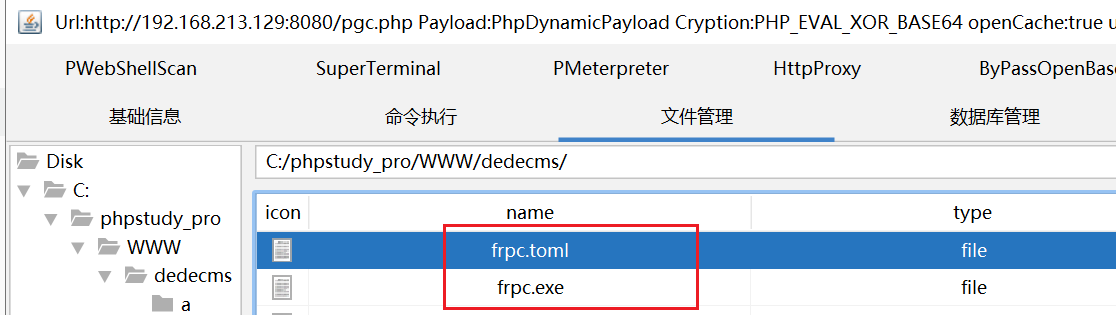 Url:http://192.168.213.129:8080/pgc.php Payload:PhpDynamicPayload Cryption:PHP_EVAL_XOR_BASE64 openCache:true u
PWebShellScan SuperTerminal PMeterpreter HttpProxy ByPassOpenBase
基础信息 命令执行 文件管理 数据库管理
Disk
C:
phpstudy_pro
WWW
dedecms
a
C:/phpstudy_pro/WWW/dedecms/
icon name type
frpc.toml file
frpc.exe file